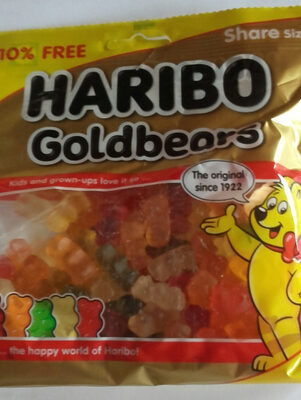 10% FREE
Share Siz
HARIBO
Goldbears
Kids and grown-ups love it so ...
The original
since 1922
... the happy world of Haribo!